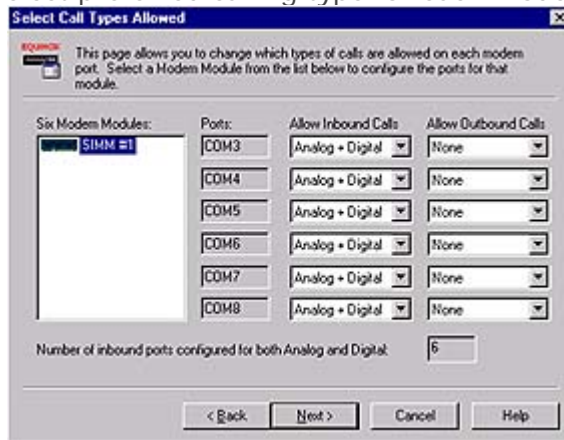 Select Call Types Allowed
EQUINOX
This page allows you to change which types of calls are allowed on each modem
port. Select a Modem Module from the list below to configure the ports for that
module.
Six Modem Modules: Ports: Allow Inbound Calls Allow Outbound Calls
SIMM #1 COM3 Analog + Digital None
COM4 Analog + Digital None
COM5 Analog + Digital None
COM6 Analog + Digital None
COM7 Analog + Digital None
COM8 Analog + Digital None
Number of inbound ports configured for both Analog and Digital: 6
< Back Next > Cancel Help